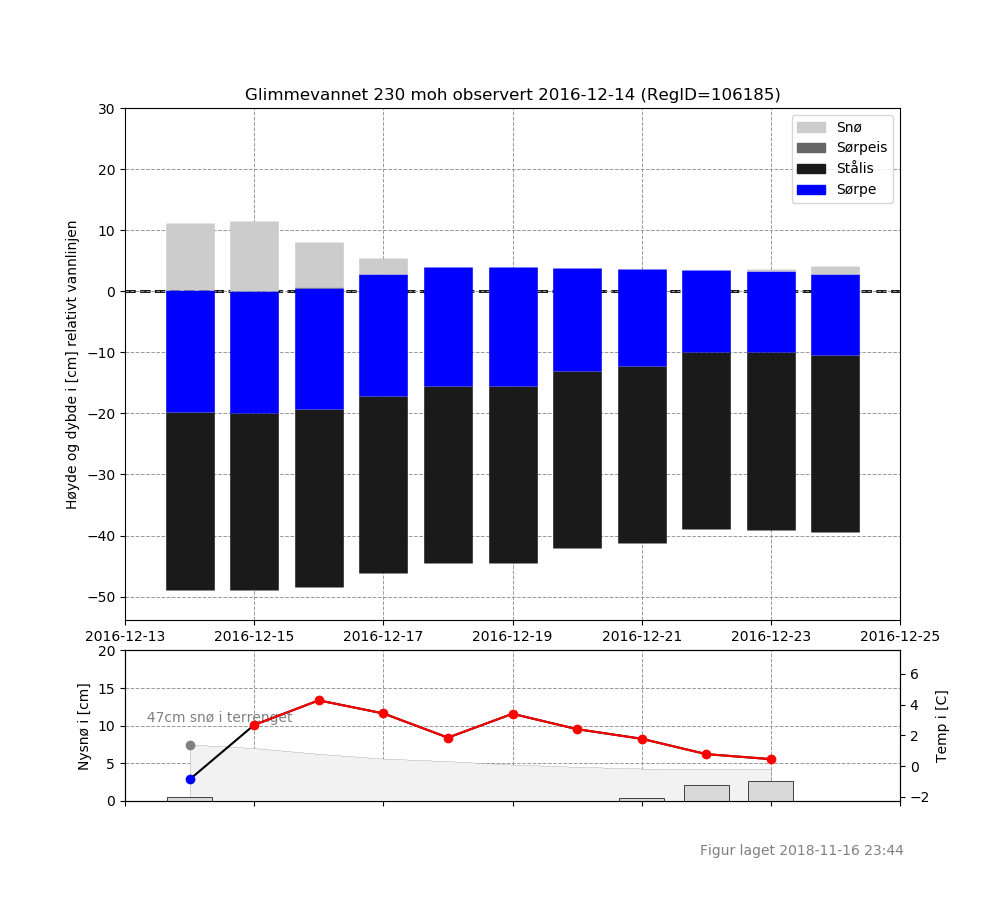 Glimmevannet 230 moh observert 2016-12-14 (RegID=106185)
Høyde og dybde i [cm] relativt vannlinjen
30
20
10
0
−10
−20
−30
−40
−50
Snø
Sørpeis
Stålis
Sørpe
2016-12-13 2016-12-15 2016-12-17 2016-12-19 2016-12-21 2016-12-23 2016-12-25
Nysnø i [cm]
20
15
10
5
0
47cm snø i terrenget
6
4
2
0
−2
Temp i [C]
Figur laget 2018-11-16 23:44